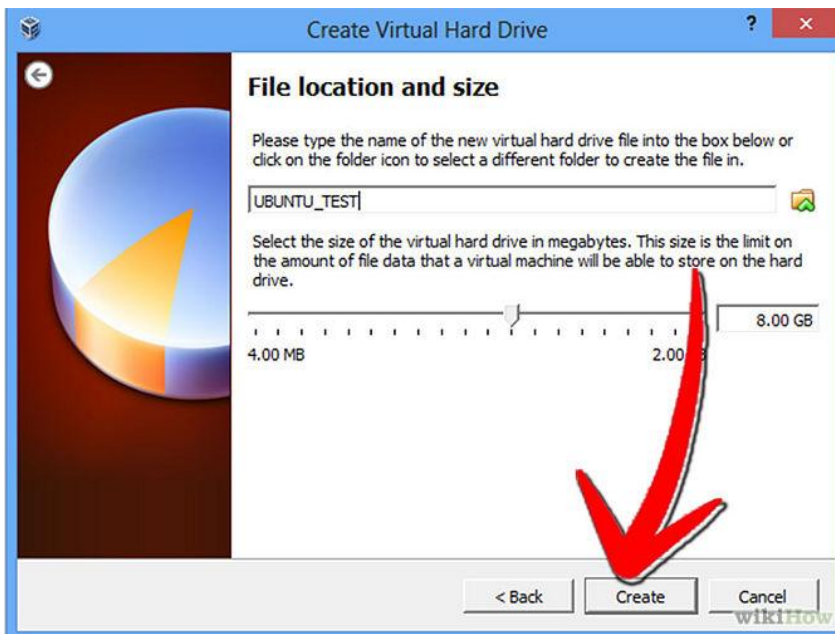 Create Virtual Hard Drive
?
File location and size
Please type the name of the new virtual hard drive file into the box below or
click on the folder icon to select a different folder to create the file in.
UBUNTU_TEST
Select the size of the virtual hard drive in megabytes. This size is the limit on
the amount of file data that a virtual machine will be able to store on the hard
drive.
8.00 GB
4.00 MB
2.00
< Back
Create
Cancel
wikiHow